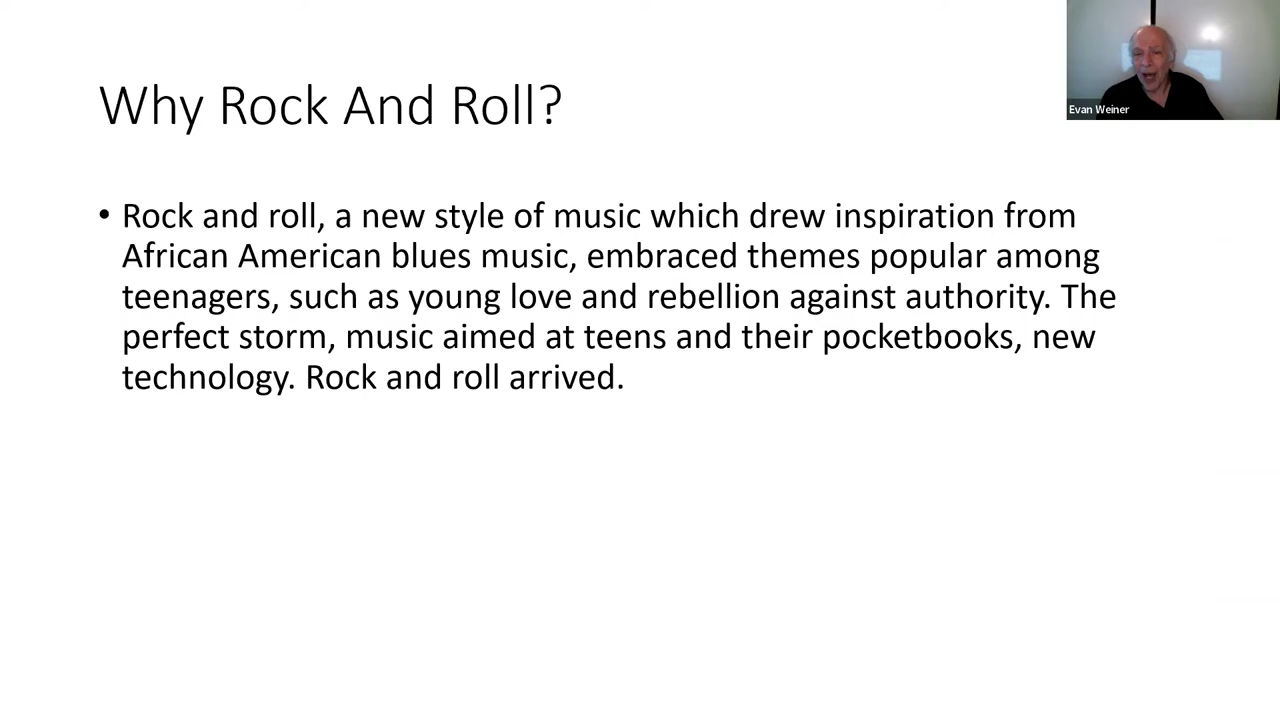 Why Rock And Roll?
Evan Weiner
• Rock and roll, a new style of music which drew inspiration from
African American blues music, embraced themes popular among
teenagers, such as young love and rebellion against authority. The
perfect storm, music aimed at teens and their pocketbooks, new
technology. Rock and roll arrived.